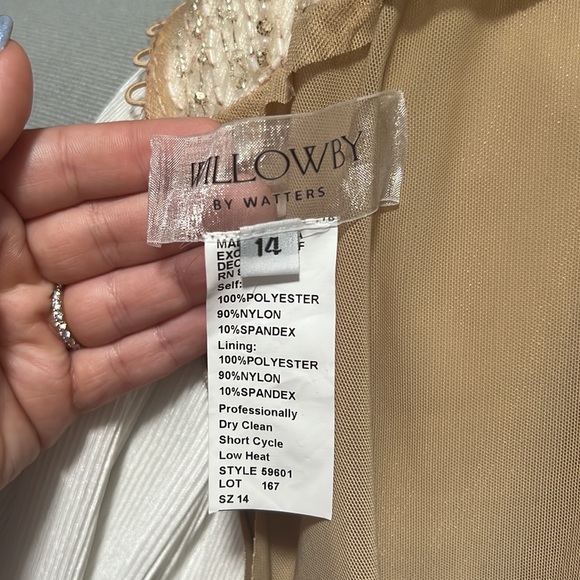 WILLOWBY
BY WATTERS
14
Self:
100%POLYESTER
90%NYLON
10%SPANDEX
Lining:
100%POLYESTER
90%NYLON
10%SPANDEX
Professionally
Dry Clean
Short Cycle
Low Heat
STYLE 59601
LOT 167
SZ 14